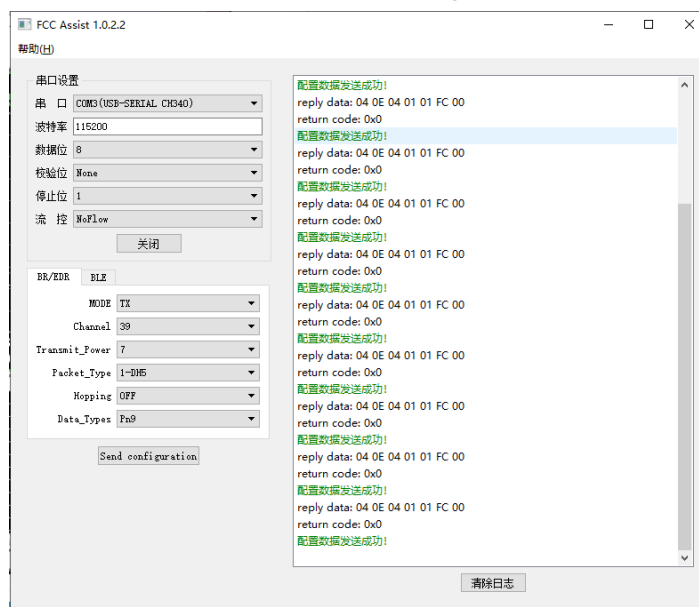 FCC Assist 1.0.2.2
帮助(H)
串口设置
串 口 COM3(USB-SERIAL CH340)
波特率 115200
数据位 8
校验位 None
停止位 1
流 控 NoFlow
关闭
BR/EDR BLE
MODE TX
Channel 39
Transmit_Power 7
Packet_Type 1-DH5
Hopping OFF
Data_Types Pn9
Send configuration
配置数据发送成功!
reply data: 04 0E 04 01 01 FC 00
return code: 0x0
配置数据发送成功!
reply data: 04 0E 04 01 01 FC 00
return code: 0x0
配置数据发送成功!
reply data: 04 0E 04 01 01 FC 00
return code: 0x0
配置数据发送成功!
reply data: 04 0E 04 01 01 FC 00
return code: 0x0
配置数据发送成功!
reply data: 04 0E 04 01 01 FC 00
return code: 0x0
配置数据发送成功!
reply data: 04 0E 04 01 01 FC 00
return code: 0x0
配置数据发送成功!
reply data: 04 0E 04 01 01 FC 00
return code: 0x0
配置数据发送成功!
reply data: 04 0E 04 01 01 FC 00
return code: 0x0
配置数据发送成功!
reply data: 04 0E 04 01 01 FC 00
return code: 0x0
配置数据发送成功!
清除日志